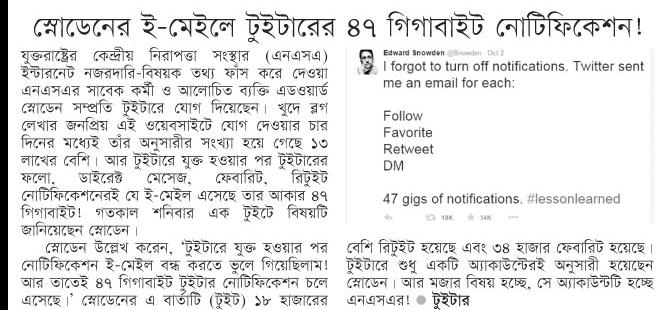 স্নোডেনের ই-মেইলে টুইটারের ৪৭ গিগাবাইট নোটিফিকেশন!
যুক্তরাষ্ট্রের কেন্দ্রীয় নিরাপত্তা সংস্থার (এনএসএ)
ইন্টারনেট নজরদারি-বিষয়ক তথ্য ফাঁস করে দেওয়া
এনএসএর সাবেক কর্মী ও আলোচিত ব্যক্তি এডওয়ার্ড
স্নোডেন সম্প্রতি টুইটারে যোগ দিয়েছেন। খুদে ব্লগ
লেখার জনপ্রিয় এই ওয়েবসাইটে যোগ দেওয়ার চার
দিনের মধ্যেই তাঁর অনুসারীর সংখ্যা হয়ে গেছে ১৩
লাখের বেশি। আর টুইটারে যুক্ত হওয়ার পর টুইটারের
ফলো, ডাইরেক্ট মেসেজ, ফেবারিট, রিটুইট
নোটিফিকেশনেরই যে ই-মেইল এসেছে তার আকার ৪৭
গিগাবাইট! গতকাল শনিবার এক টুইটে বিষয়টি
জানিয়েছেন স্নোডেন।
স্নোডেন উল্লেখ করেন, ‘টুইটারে যুক্ত হওয়ার পর
নোটিফিকেশন ই-মেইল বন্ধ করতে ভুলে গিয়েছিলাম!
আর তাতেই ৪৭ গিগাবাইট টুইটার নোটিফিকেশন চলে
এসেছে।’ স্নোডেনের এ বার্তাটি (টুইট) ১৮ হাজারের
Edward Snowden @Snowden · Oct 2
I forgot to turn off notifications. Twitter sent
me an email for each:
Follow
Favorite
Retweet
DM
47 gigs of notifications. #lessonlearned
18K 34K
বেশি রিটুইট হয়েছে এবং ৩৪ হাজার ফেবারিট হয়েছে।
টুইটারে শুধু একটি অ্যাকাউন্টেরই অনুসারী হয়েছেন
স্নোডেন। আর মজার বিষয় হচ্ছে, সে অ্যাকাউন্টটি হচ্ছে
এনএসএর! ● টুইটার